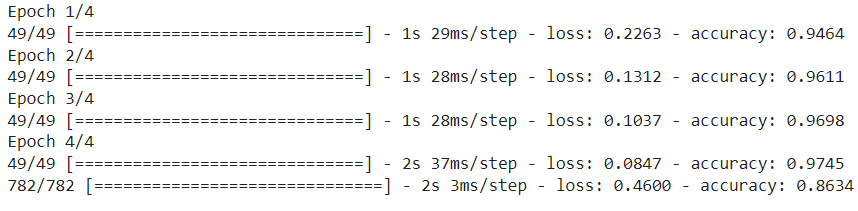 Epoch 1/4
49/49 [==============================] - 1s 29ms/step - loss: 0.2263 - accuracy: 0.9464
Epoch 2/4
49/49 [==============================] - 1s 28ms/step - loss: 0.1312 - accuracy: 0.9611
Epoch 3/4
49/49 [==============================] - 1s 28ms/step - loss: 0.1037 - accuracy: 0.9698
Epoch 4/4
49/49 [==============================] - 2s 37ms/step - loss: 0.0847 - accuracy: 0.9745
782/782 [==============================] - 2s 3ms/step - loss: 0.4600 - accuracy: 0.8634